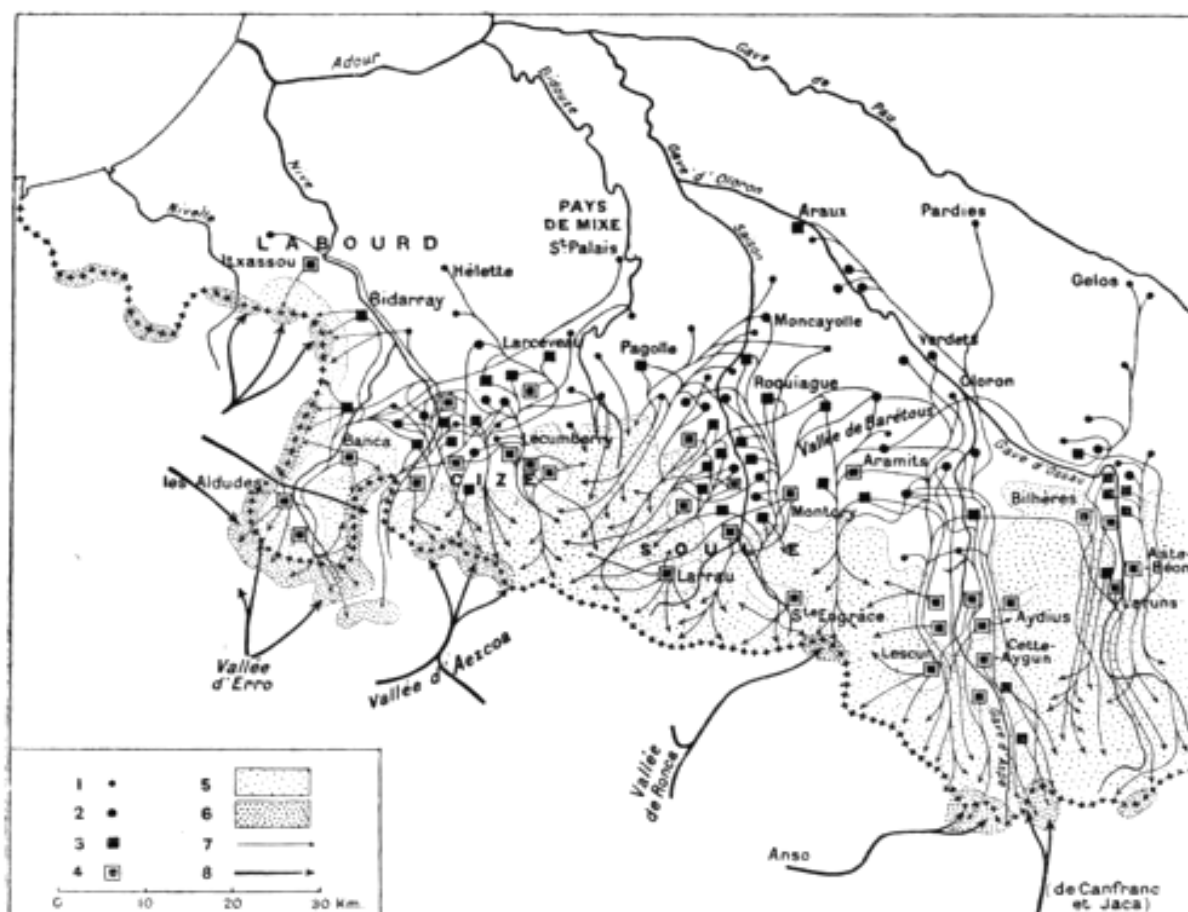 Adour
Bidouze
Gave de Pau
Nive
Gave d'Oloron
Nivelle
Saison
PAYS
DE MIXE
St Palais
Araux
Pardies
LABOURD
Itxassou
Hélette
Gelos
Bidarray
Larceveau
Pagolle
Moncayolle
Verdets
Roquiague
Oloron
Vallée de Barétous
Banca
Lecumberry
Gave d'Ossau
les Aldudes
CIZE
Aramits
Bilhères
Montory
SOULE
Larrau
Aste-
Béon
Laruns
Ste Engrâce
Aydius
Lescun
Cette-
Aygun
Vallée
d'Erro
Vallée d'Aezcoa
Gave d'Aspe
Vallée
de Ronca
Anso
(de Canfranc
et Jaca)
1 5
2 6
3 7
4 8
0 10 20 30 Km.